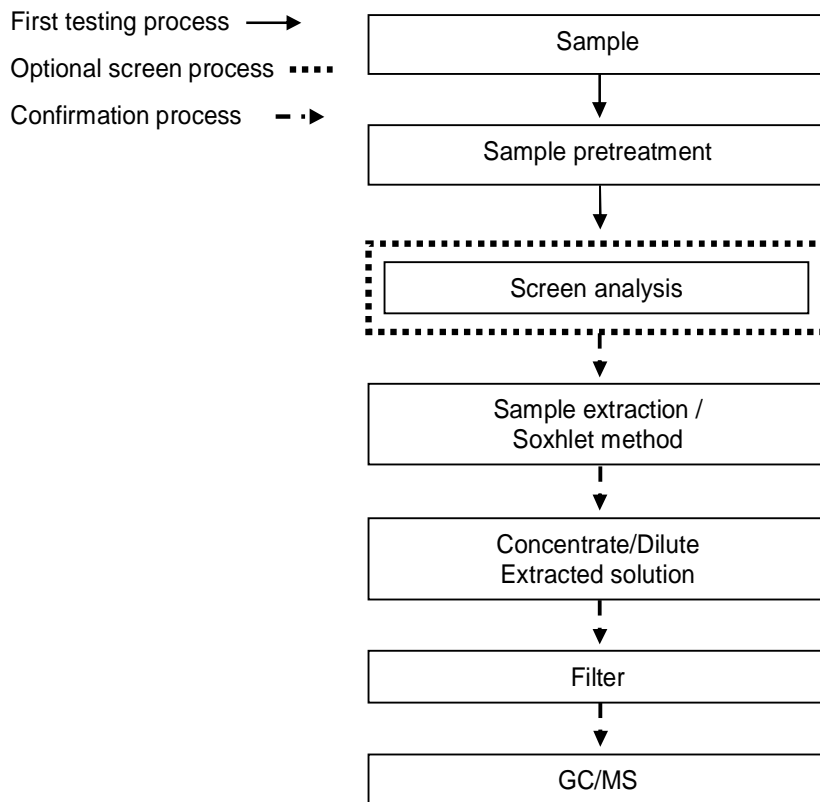 First testing process
Optional screen process
Confirmation process
Sample
Sample pretreatment
Screen analysis
Sample extraction /
Soxhlet method
Concentrate/Dilute
Extracted solution
Filter
GC/MS